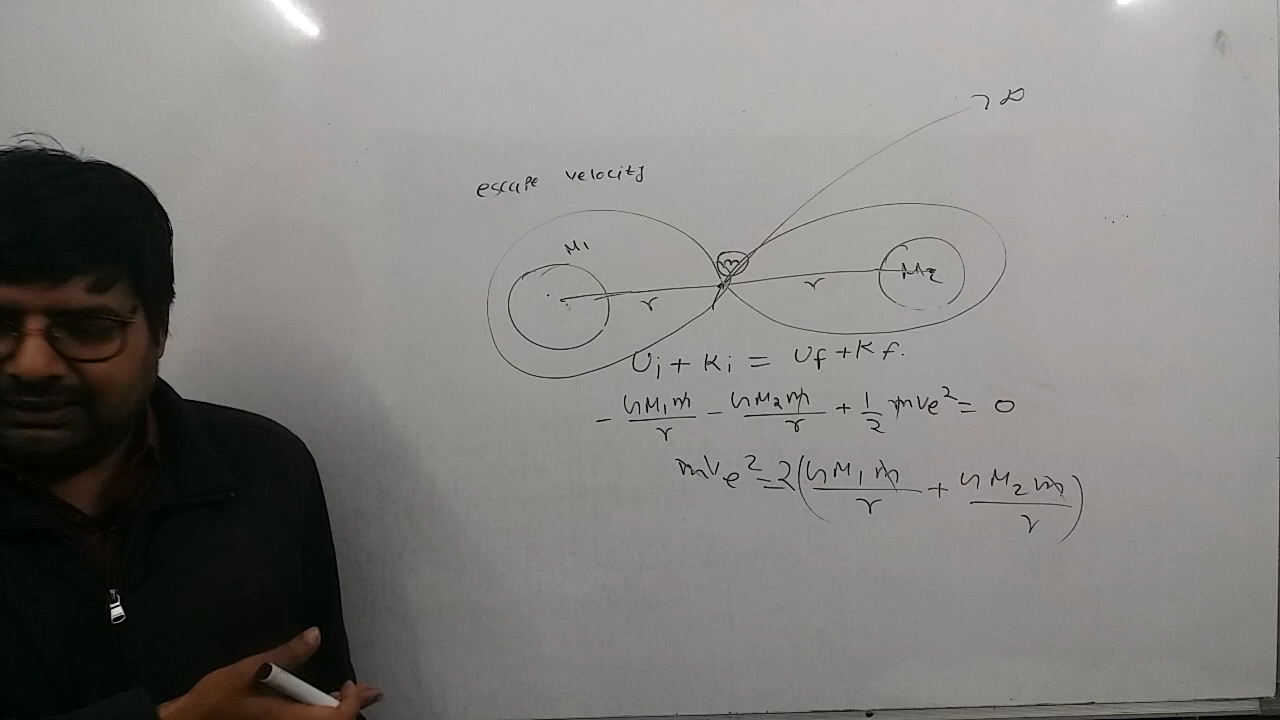 → ∞
escape velocity
M₁
m
M₂
r
r
Uᵢ + Kᵢ = Uf + Kf.
- GM₁m/r - GM₂m/r + 1/2 mve² = 0
mve² = 2(GM₁m/r + GM₂m/r)